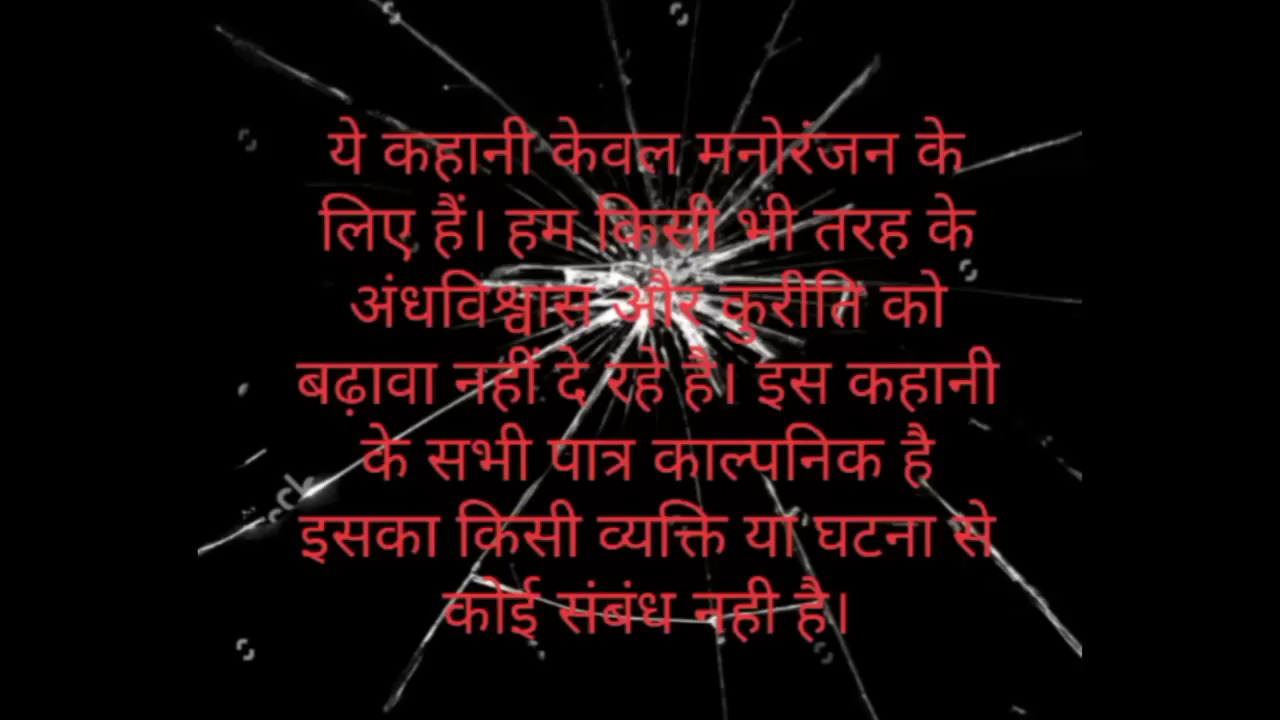 ये कहानी केवल मनोरंजन के
लिए हैं। हम किसी भी तरह के
अंधविश्वास और कुरीति को
बढ़ावा नहीं दे रहे हैं। इस कहानी
के सभी पात्र काल्पनिक है
इसका किसी व्यक्ति या घटना से
कोई संबंध नही है।